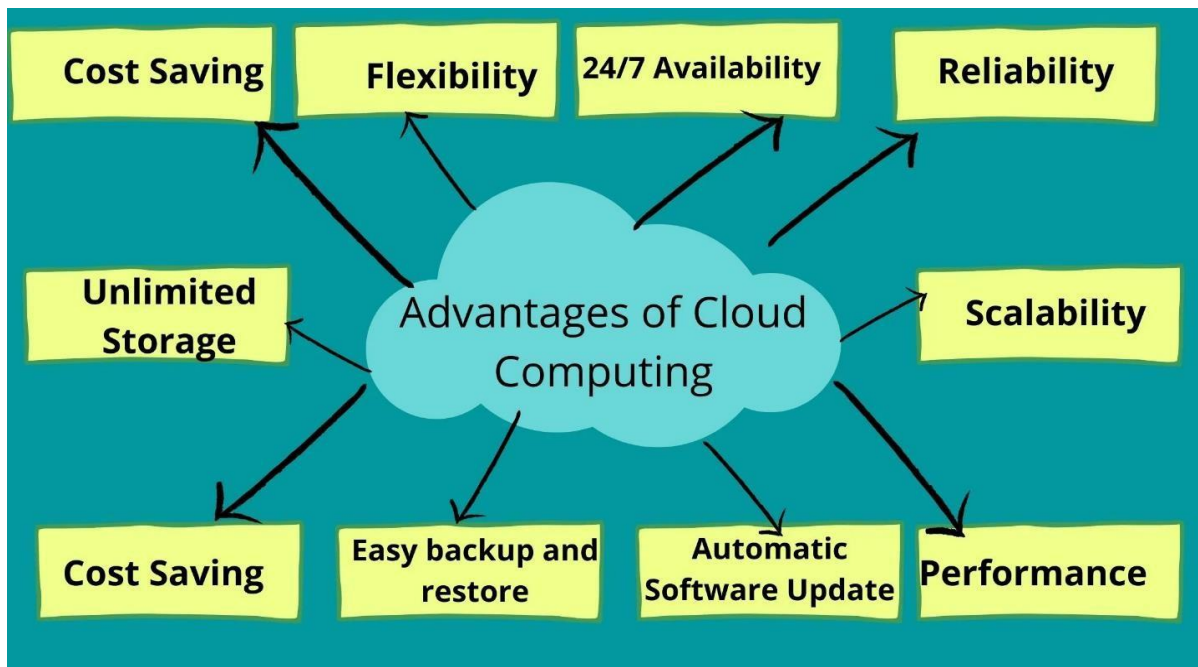 Cost Saving
Flexibility
24/7 Availability
Reliability
Unlimited
Storage
Advantages of Cloud
Computing
Scalability
Cost Saving
Easy backup and
restore
Automatic
Software Update
Performance